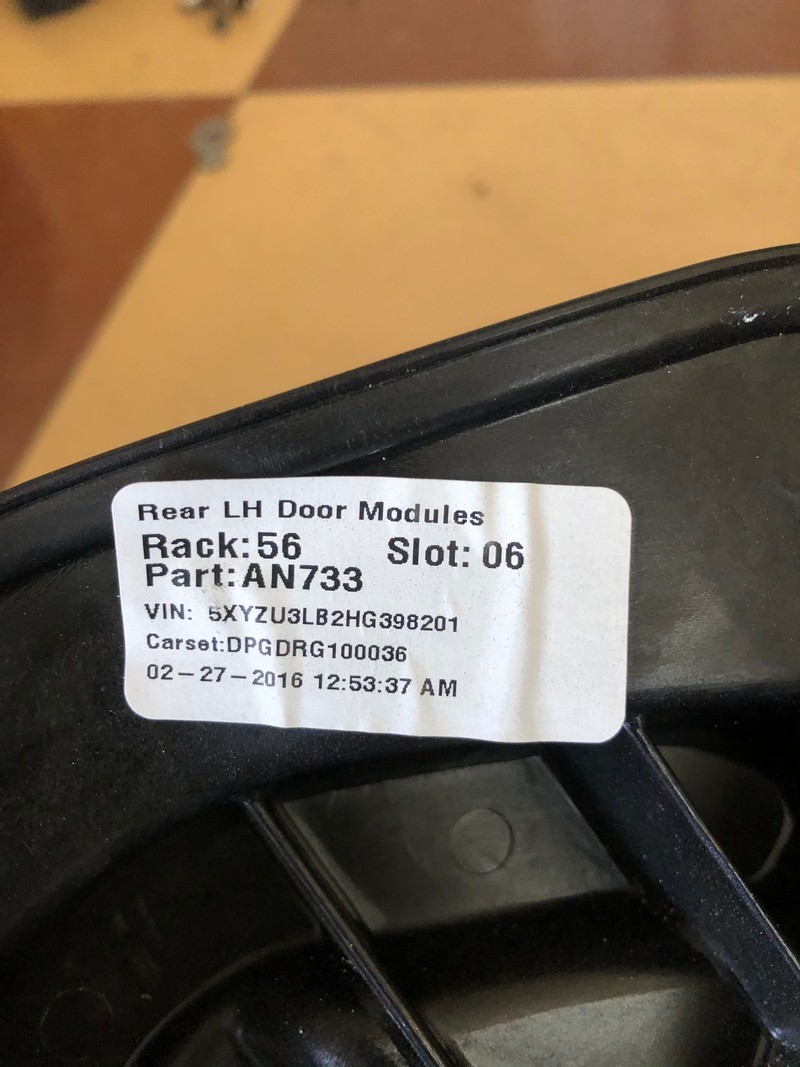 Rear LH Door Modules
Rack:56 Slot: 06
Part:AN733
VIN: 5XYZU3LB2HG398201
Carset:DPGDRG100036
02-27-2016 12:53:37 AM